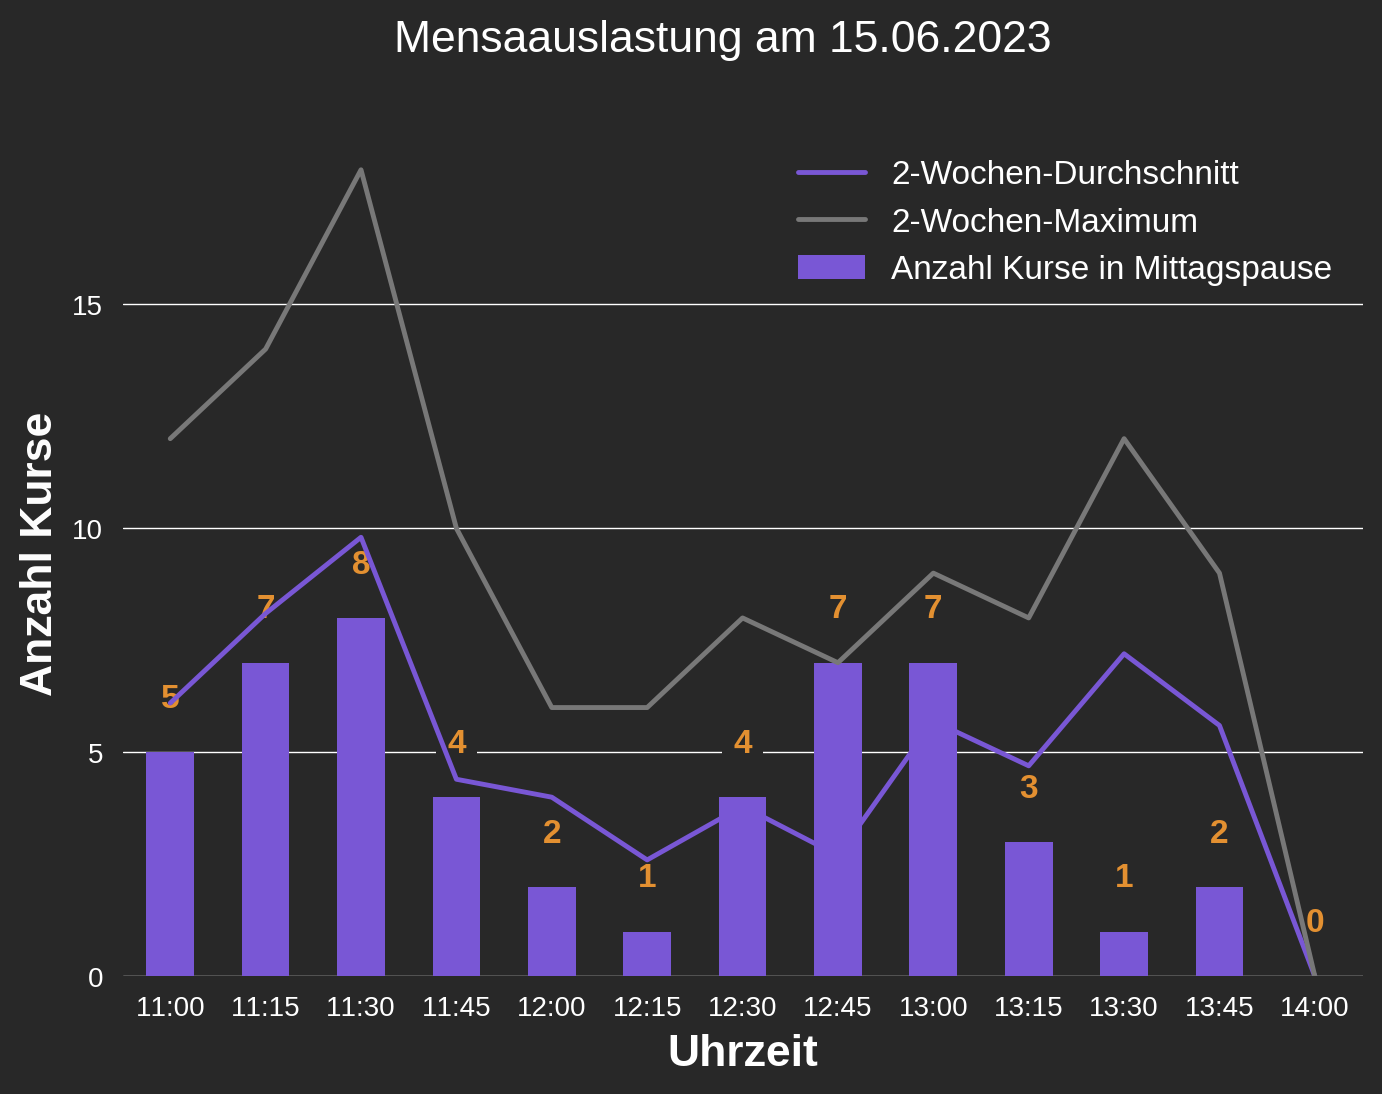 Mensaauslastung am 15.06.2023
2-Wochen-Durchschnitt
2-Wochen-Maximum
Anzahl Kurse in Mittagspause
Anzahl Kurse
15
10
5
0
5
7
8
4
2
1
4
7
7
3
1
2
0
11:00 11:15 11:30 11:45 12:00 12:15 12:30 12:45 13:00 13:15 13:30 13:45 14:00
Uhrzeit